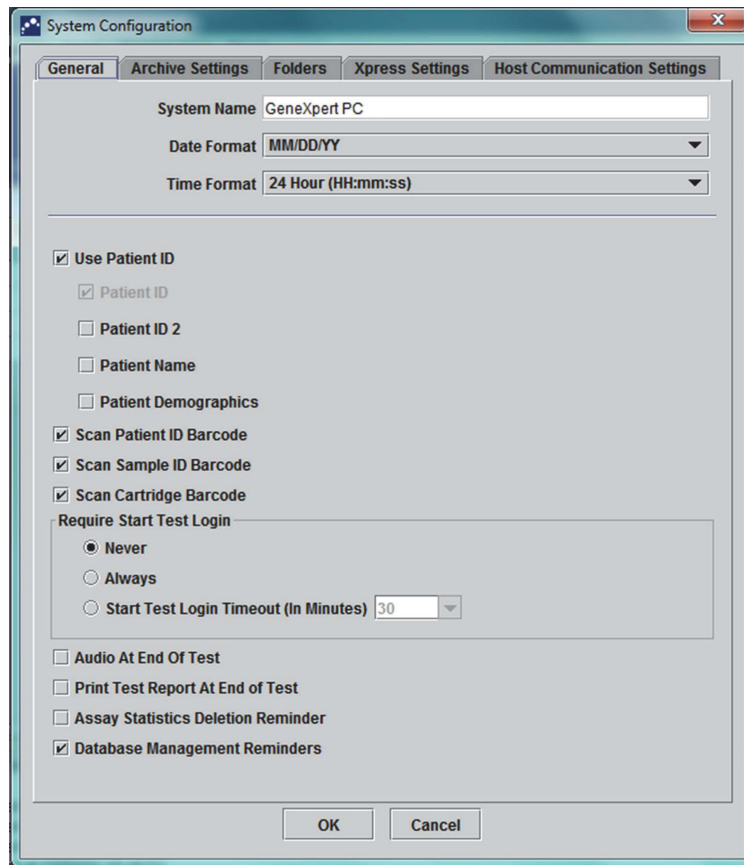 System Configuration
General Archive Settings Folders Xpress Settings Host Communication Settings
System Name GeneXpert PC
Date Format MM/DD/YY
Time Format 24 Hour (HH:mm:ss)
Use Patient ID
Patient ID
Patient ID 2
Patient Name
Patient Demographics
Scan Patient ID Barcode
Scan Sample ID Barcode
Scan Cartridge Barcode
Require Start Test Login
Never
Always
Start Test Login Timeout (In Minutes) 30
Audio At End Of Test
Print Test Report At End of Test
Assay Statistics Deletion Reminder
Database Management Reminders
OK Cancel